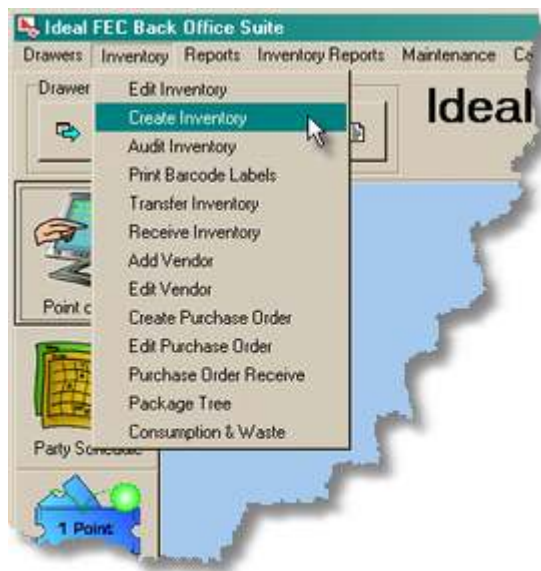 Ideal FEC Back Office Suite
Drawers Inventory Reports Inventory Reports Maintenance
Drawer
Ideal
Edit Inventory
Create Inventory
Audit Inventory
Print Barcode Labels
Transfer Inventory
Receive Inventory
Add Vendor
Edit Vendor
Create Purchase Order
Edit Purchase Order
Purchase Order Receive
Package Tree
Consumption & Waste
Point
Party
1 Point